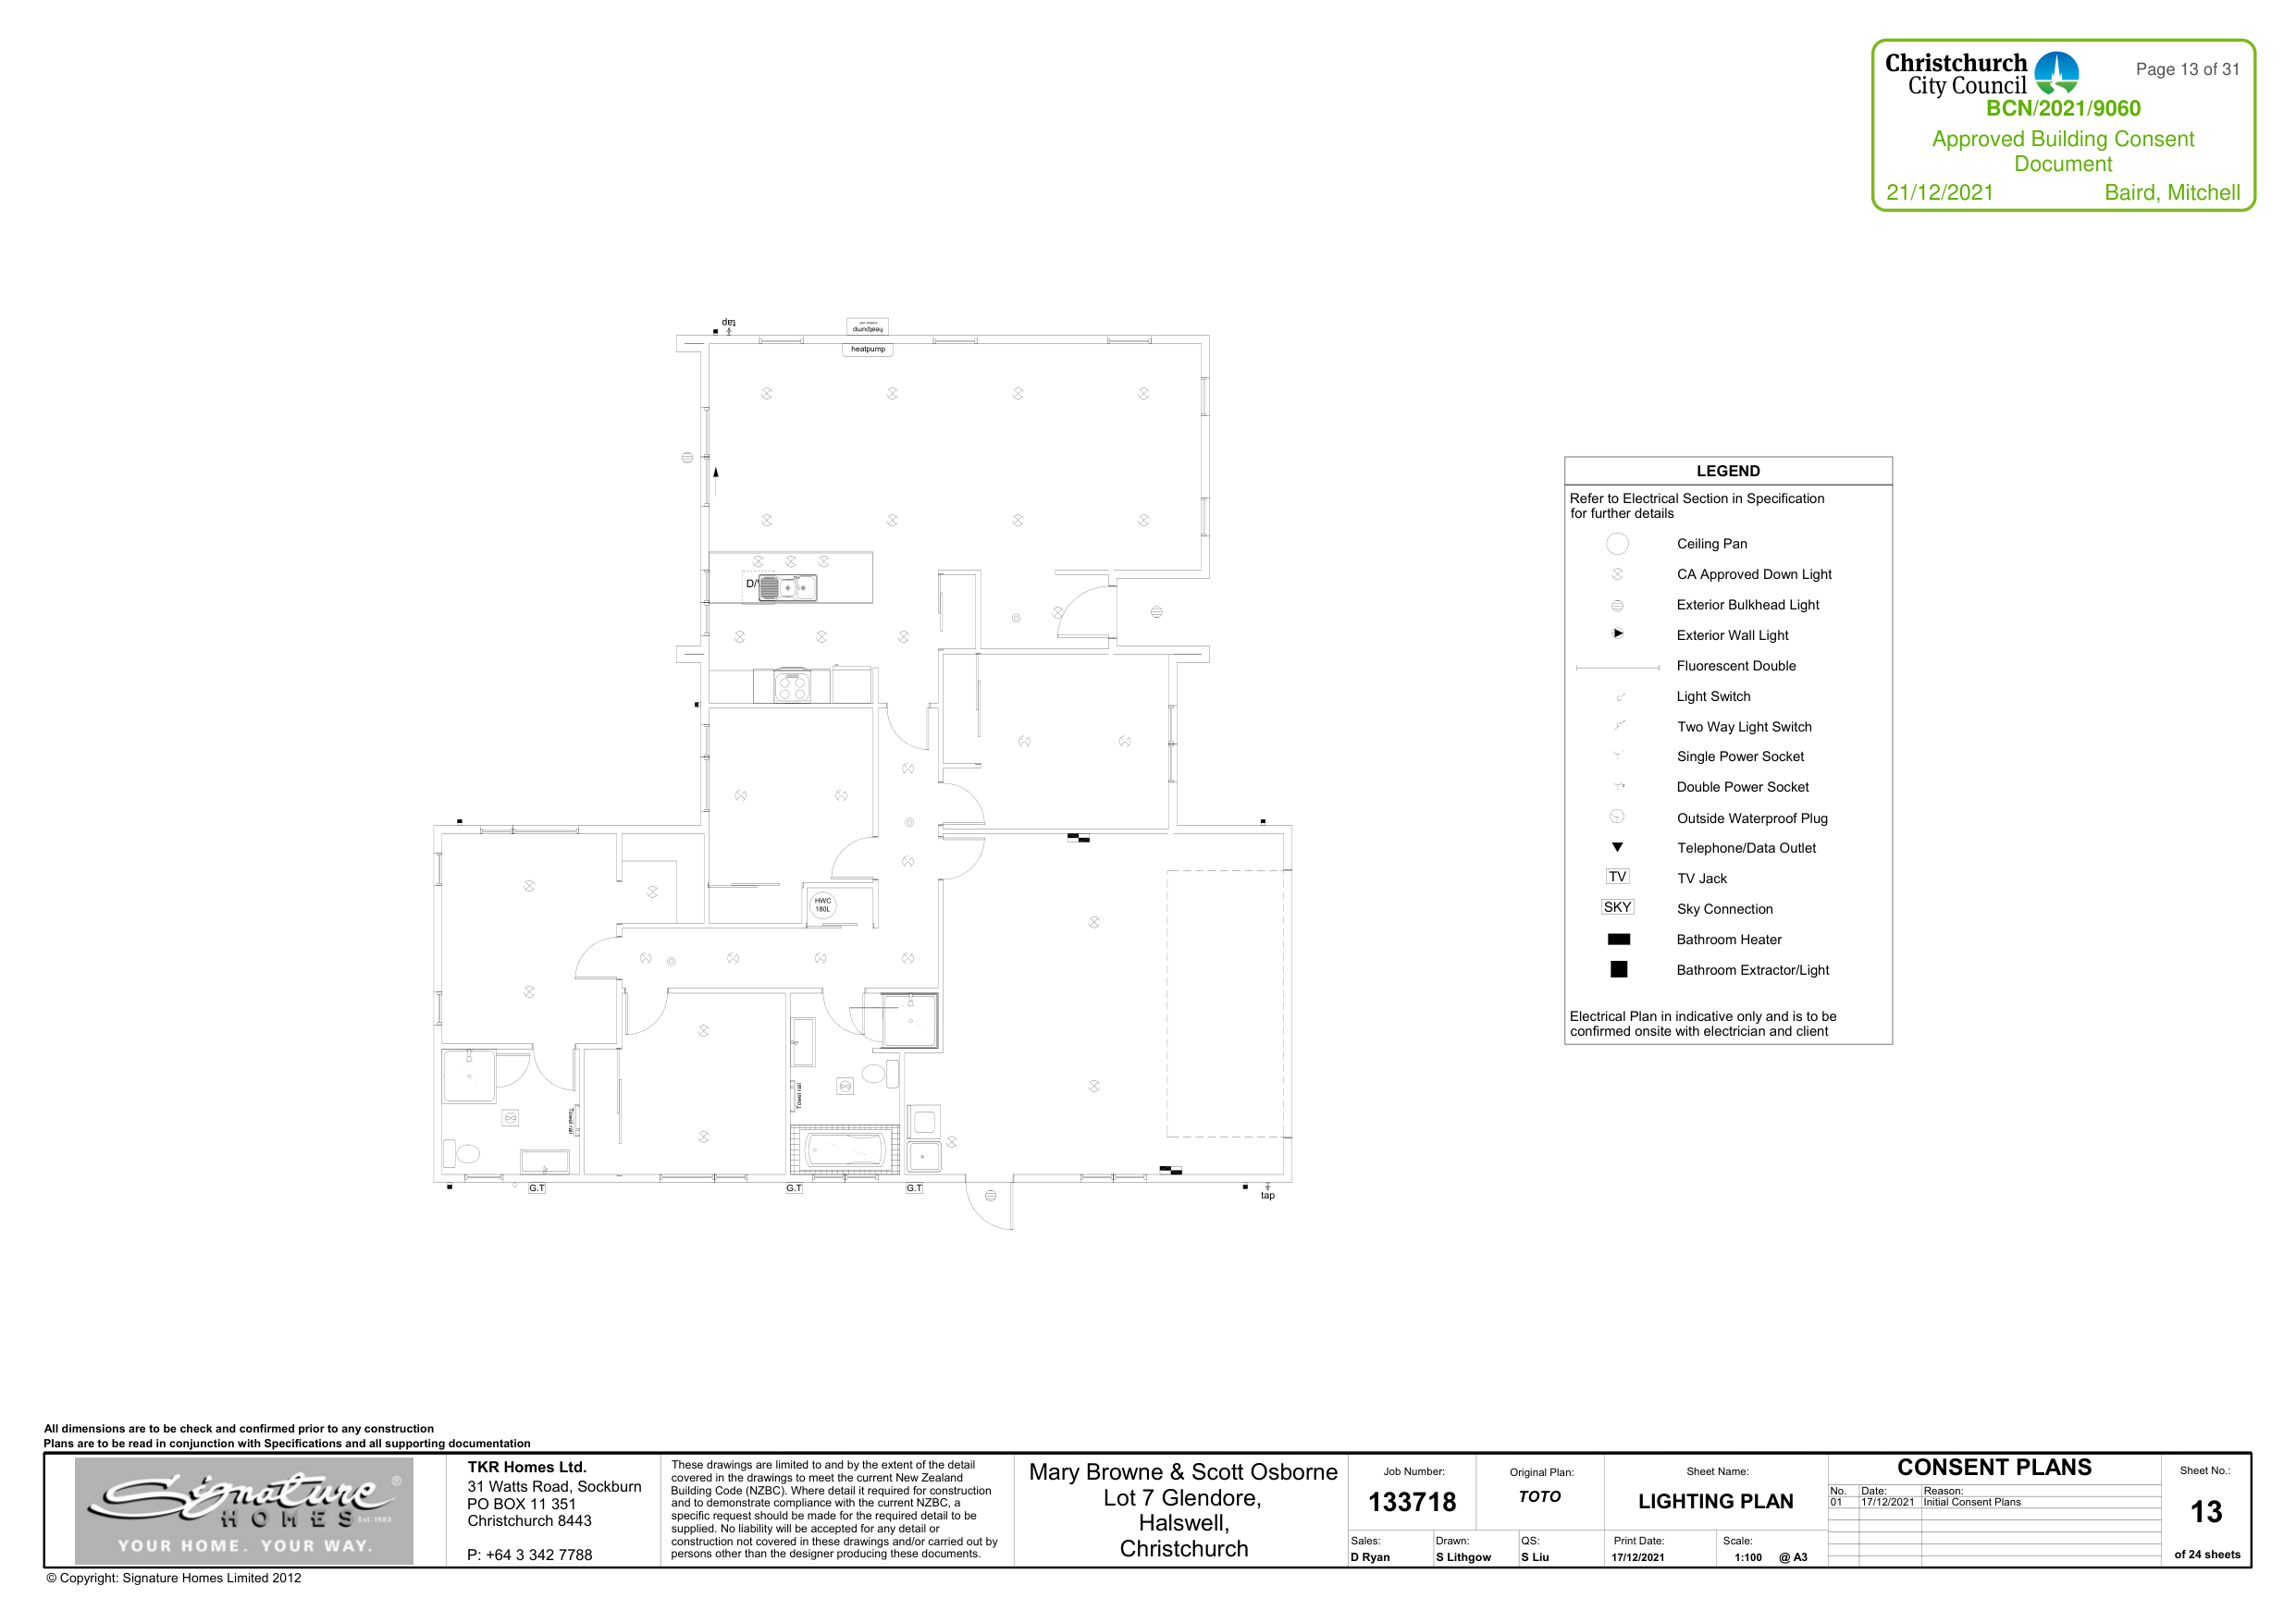 Christchurch
City Council
Page 13 of 31
BCN/2021/9060
Approved Building Consent
Document
21/12/2021 Baird, Mitchell
tap
heatpump
heatpump
D/
HWC
180L
Towel rail
Towel rail
G.T
G.T
G.T
tap
LEGEND
Refer to Electrical Section in Specification
for further details
Ceiling Pan
CA Approved Down Light
Exterior Bulkhead Light
Exterior Wall Light
Fluorescent Double
Light Switch
Two Way Light Switch
Single Power Socket
Double Power Socket
Outside Waterproof Plug
Telephone/Data Outlet
TV TV Jack
SKY Sky Connection
Bathroom Heater
Bathroom Extractor/Light
Electrical Plan in indicative only and is to be
confirmed onsite with electrician and client
All dimensions are to be check and confirmed prior to any construction
Plans are to be read in conjunction with Specifications and all supporting documentation
Signature ®
HOMES Est.1983
YOUR HOME. YOUR WAY.
TKR Homes Ltd.
31 Watts Road, Sockburn
PO BOX 11 351
Christchurch 8443
P: +64 3 342 7788
These drawings are limited to and by the extent of the detail
covered in the drawings to meet the current New Zealand
Building Code (NZBC). Where detail it required for construction
and to demonstrate compliance with the current NZBC, a
specific request should be made for the required detail to be
supplied. No liability will be accepted for any detail or
construction not covered in these drawings and/or carried out by
persons other than the designer producing these documents.
Mary Browne & Scott Osborne
Lot 7 Glendore,
Halswell,
Christchurch
Job Number:
133718
Original Plan:
TOTO
Sales:
D Ryan
Drawn:
S Lithgow
QS:
S Liu
Sheet Name:
LIGHTING PLAN
Print Date:
17/12/2021
Scale:
1:100 @ A3
CONSENT PLANS
No. Date: Reason:
01 17/12/2021 Initial Consent Plans
Sheet No.:
13
of 24 sheets
© Copyright: Signature Homes Limited 2012